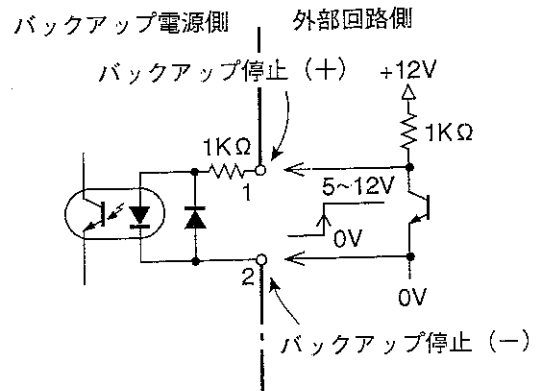 バックアップ電源側
外部回路側
バックアップ停止（＋）
+12V
1KΩ
1KΩ
1
5~12V
0V
2
0V
バックアップ停止（－）